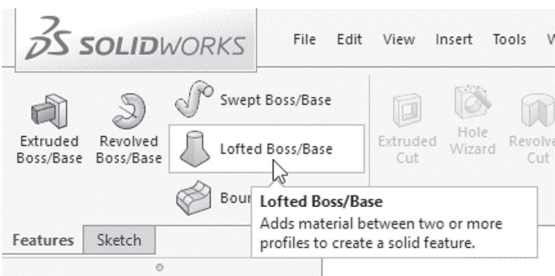 SOLIDWORKS
File Edit View Insert Tools
Extruded Boss/Base
Revolved Boss/Base
Swept Boss/Base
Lofted Boss/Base
Extruded Cut
Hole Wizard
Cut
Lofted Boss/Base
Adds material between two or more
profiles to create a solid feature.
Features Sketch